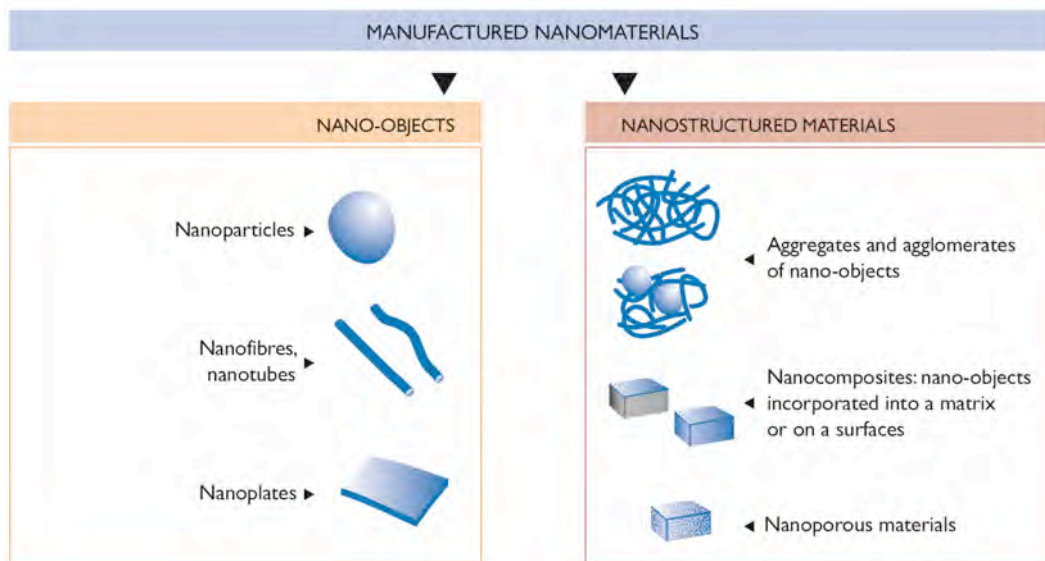 MANUFACTURED NANOMATERIALS
NANO-OBJECTS
Nanoparticles
Nanofibres,
nanotubes
Nanoplates
NANOSTRUCTURED MATERIALS
Aggregates and agglomerates
of nano-objects
Nanocomposites: nano-objects
incorporated into a matrix
or on a surfaces
Nanoporous materials